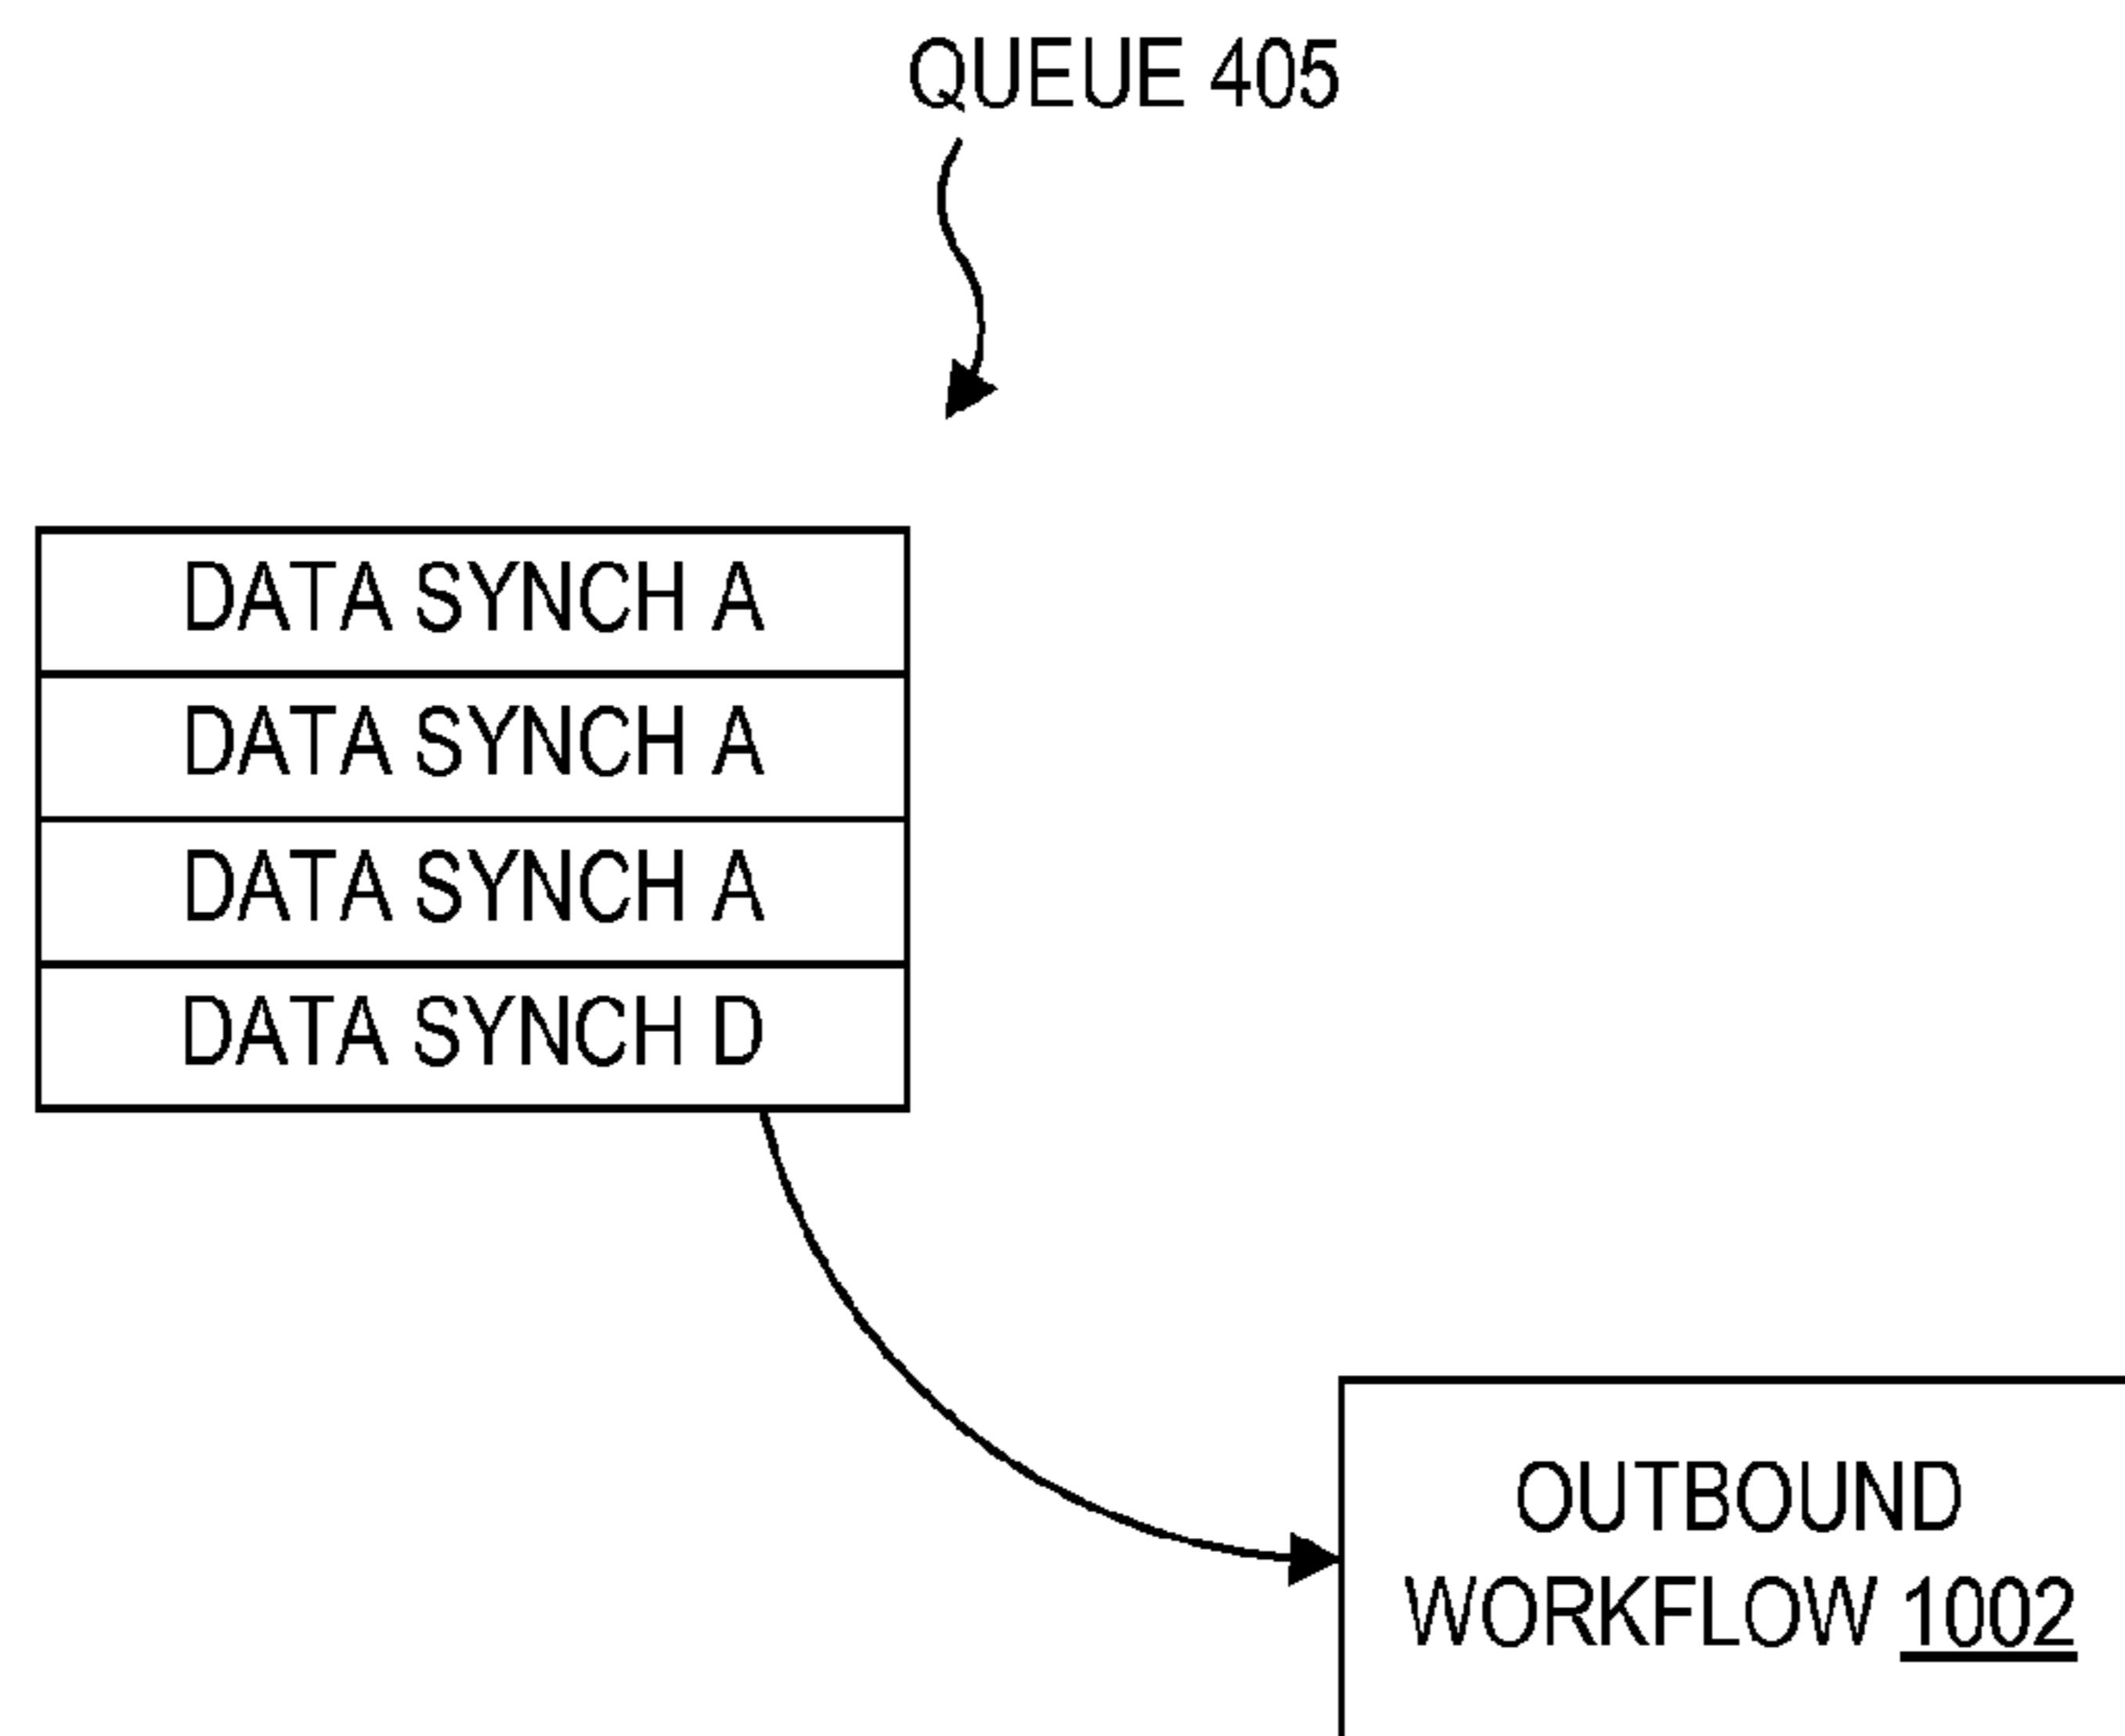 QUEUE 405
DATA SYNCH A
DATA SYNCH A
DATA SYNCH A
DATA SYNCH D
OUTBOUND
WORKFLOW 1002